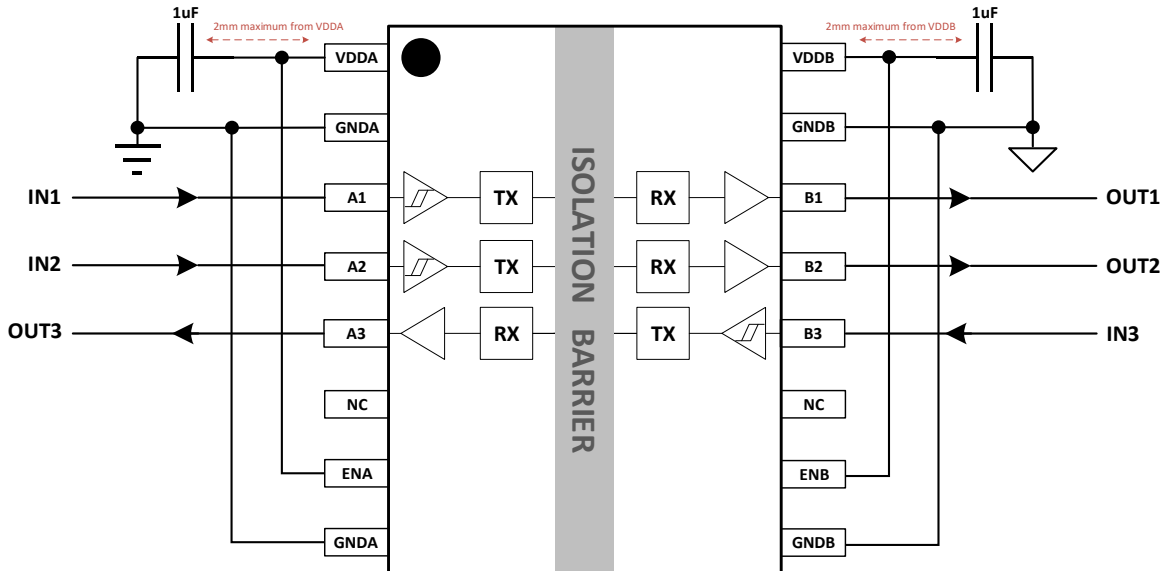 1uF
2mm maximum from VDDA
1uF
2mm maximum from VDDB
VDDA
VDDB
GNDA
GNDB
IN1
A1
TX
RX
B1
OUT1
IN2
A2
TX
RX
B2
OUT2
OUT3
A3
RX
TX
B3
IN3
ISOLATION BARRIER
NC
NC
ENA
ENB
GNDA
GNDB